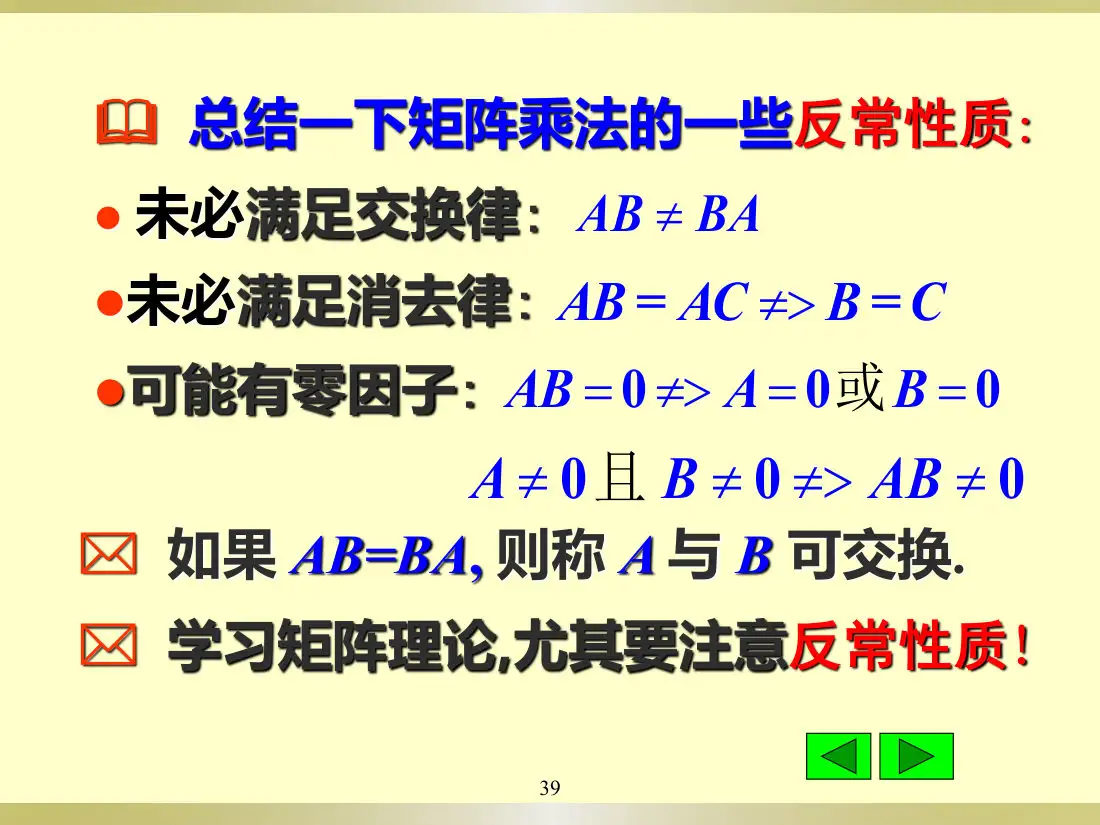 总结一下矩阵乘法的一些反常性质:
● 未必满足交换律: AB ≠ BA
●未必满足消去律: AB = AC ≠> B = C
●可能有零因子: AB = 0 ≠> A = 0或 B = 0
A ≠ 0且 B ≠ 0 ≠> AB ≠ 0
如果 AB=BA, 则称 A 与 B 可交换.
学习矩阵理论,尤其要注意反常性质!
39